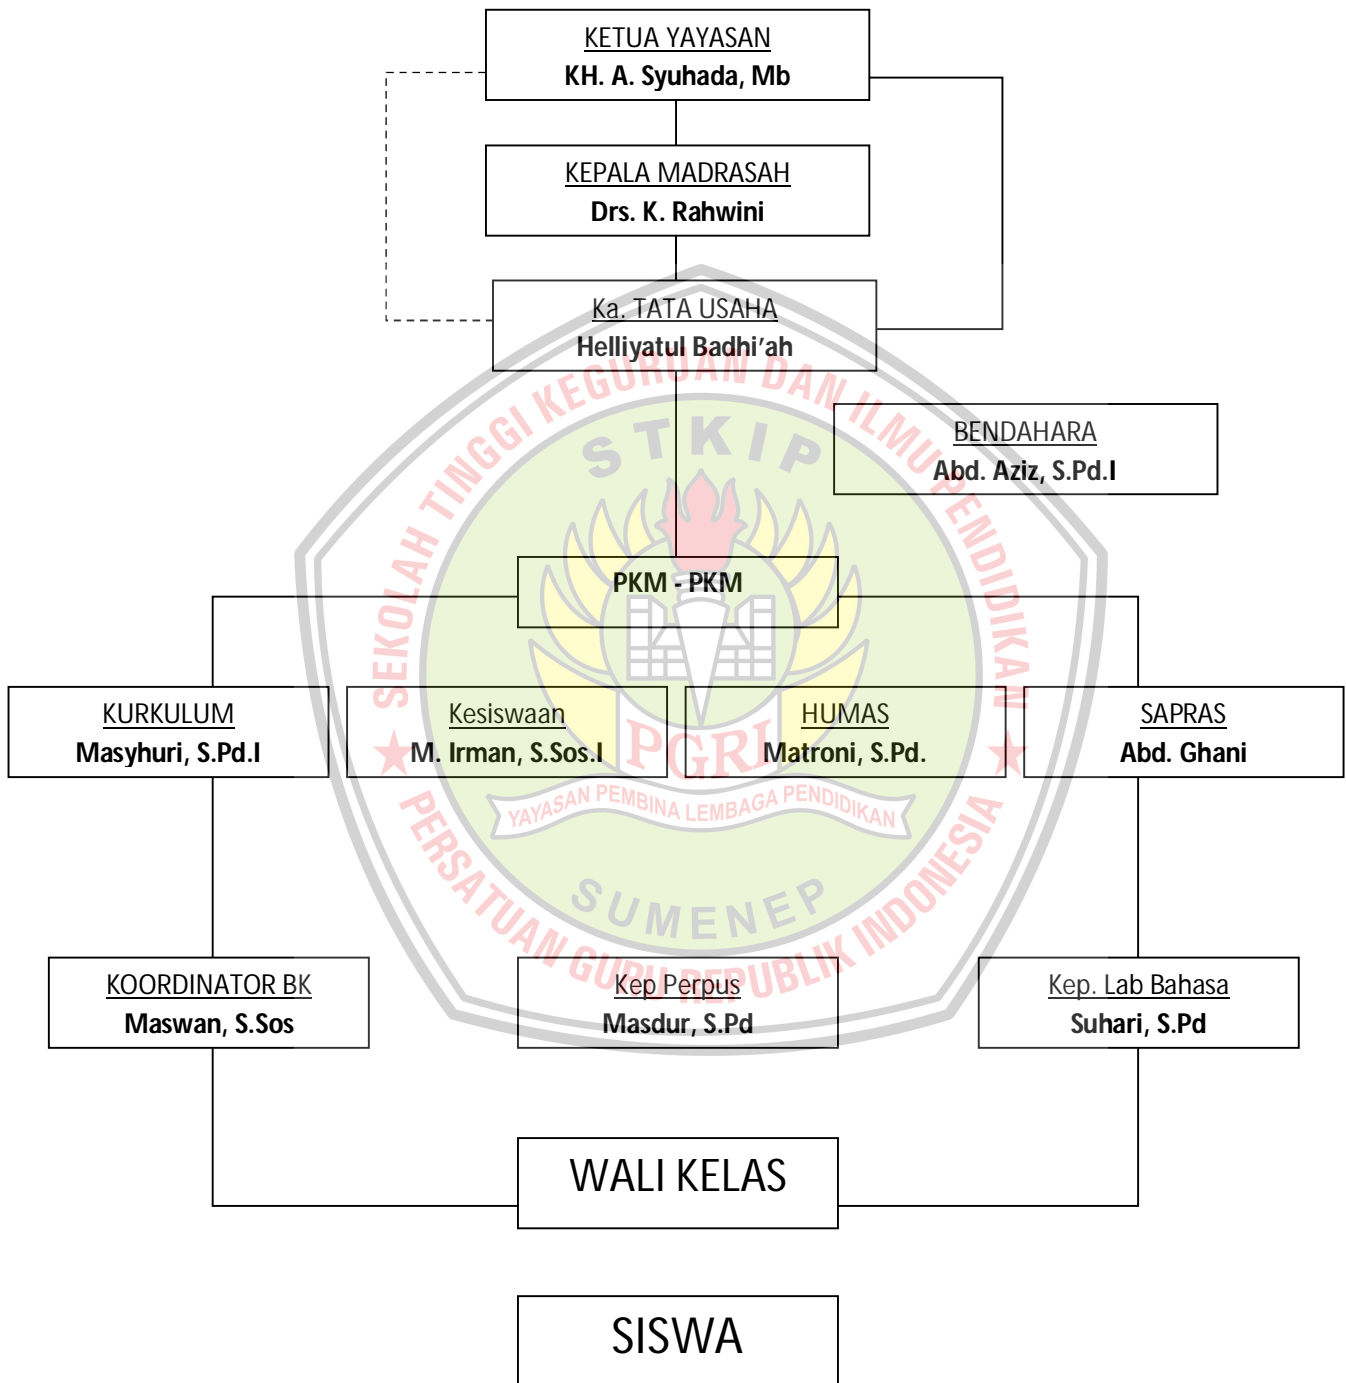 KETUA YAYASAN
KH. A. Syuhada, Mb
KEPALA MADRASAH
Drs. K. Rahwini
Ka. TATA USAHA
Helliyatul Badhi’ah
SEKOLAH TINGGI KEGURUAN DAN ILMU PENDIDIKAN
STKIP
BENDAHARA
Abd. Aziz, S.Pd.I
PKM - PKM
KURKULUM
Masyhuri, S.Pd.I
Kesiswaan
M. Irman, S.Sos.I
HUMAS
Matroni, S.Pd.
SAPRAS
Abd. Ghani
PGRI
YAYASAN PEMBINA LEMBAGA PENDIDIKAN
SUMENEP
PERSATUAN GURU REPUBLIK INDONESIA
KOORDINATOR BK
Maswan, S.Sos
Kep Perpus
Masdur, S.Pd
Kep. Lab Bahasa
Suhari, S.Pd
WALI KELAS
SISWA